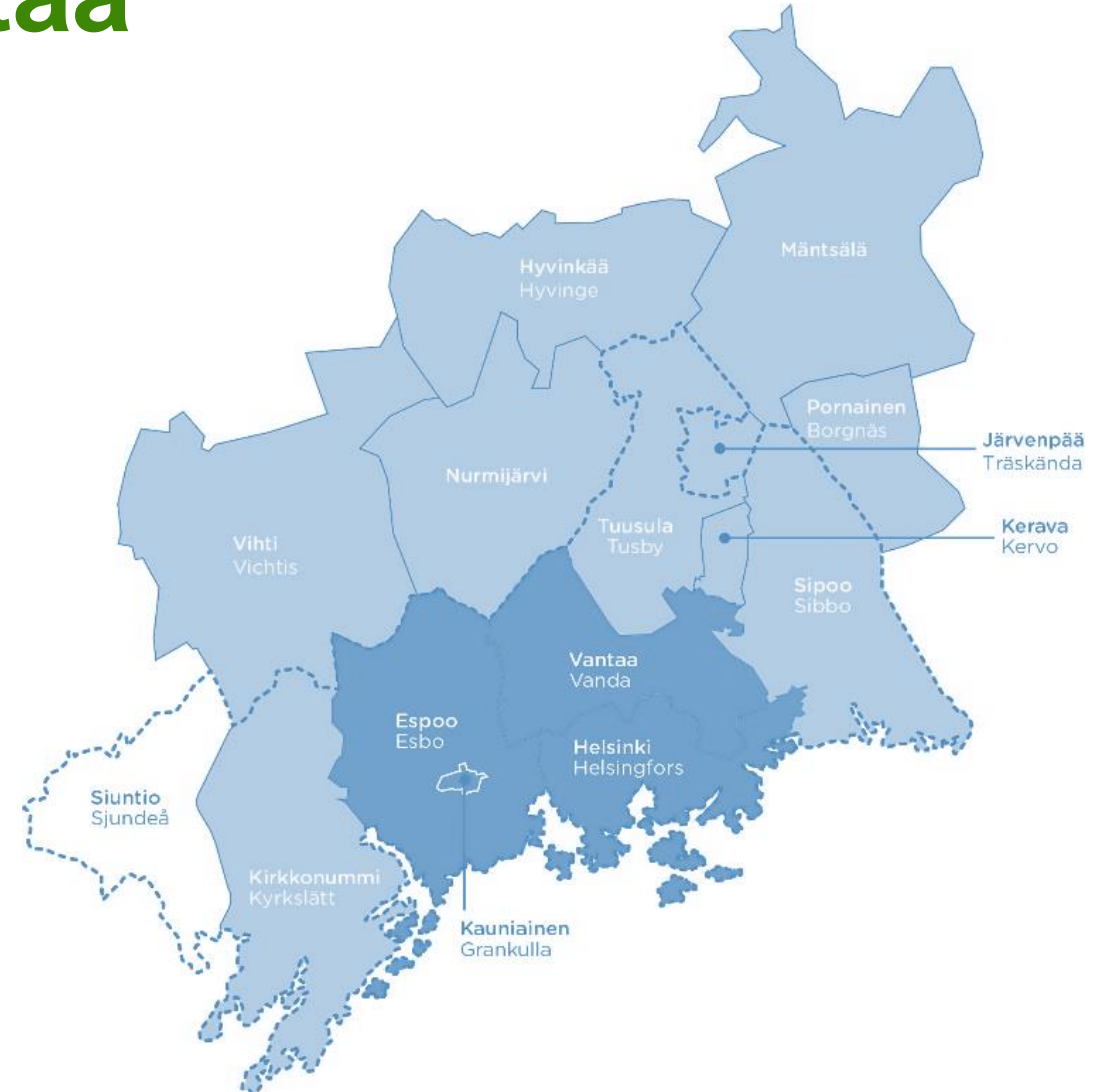 taa
Mäntsälä
Hyvinkää
Hyvinge
Pornainen
Borgnäs
Järvenpää
Träskända
Nurmijärvi
Tuusula
Tusby
Kerava
Kervo
Vihti
Vichtis
Sipoo
Sibbo
Vantaa
Vanda
Espoo
Esbo
Helsinki
Helsingfors
Siuntio
Sjundeå
Kirkkonummi
Kyrkslätt
Kauniainen
Grankulla